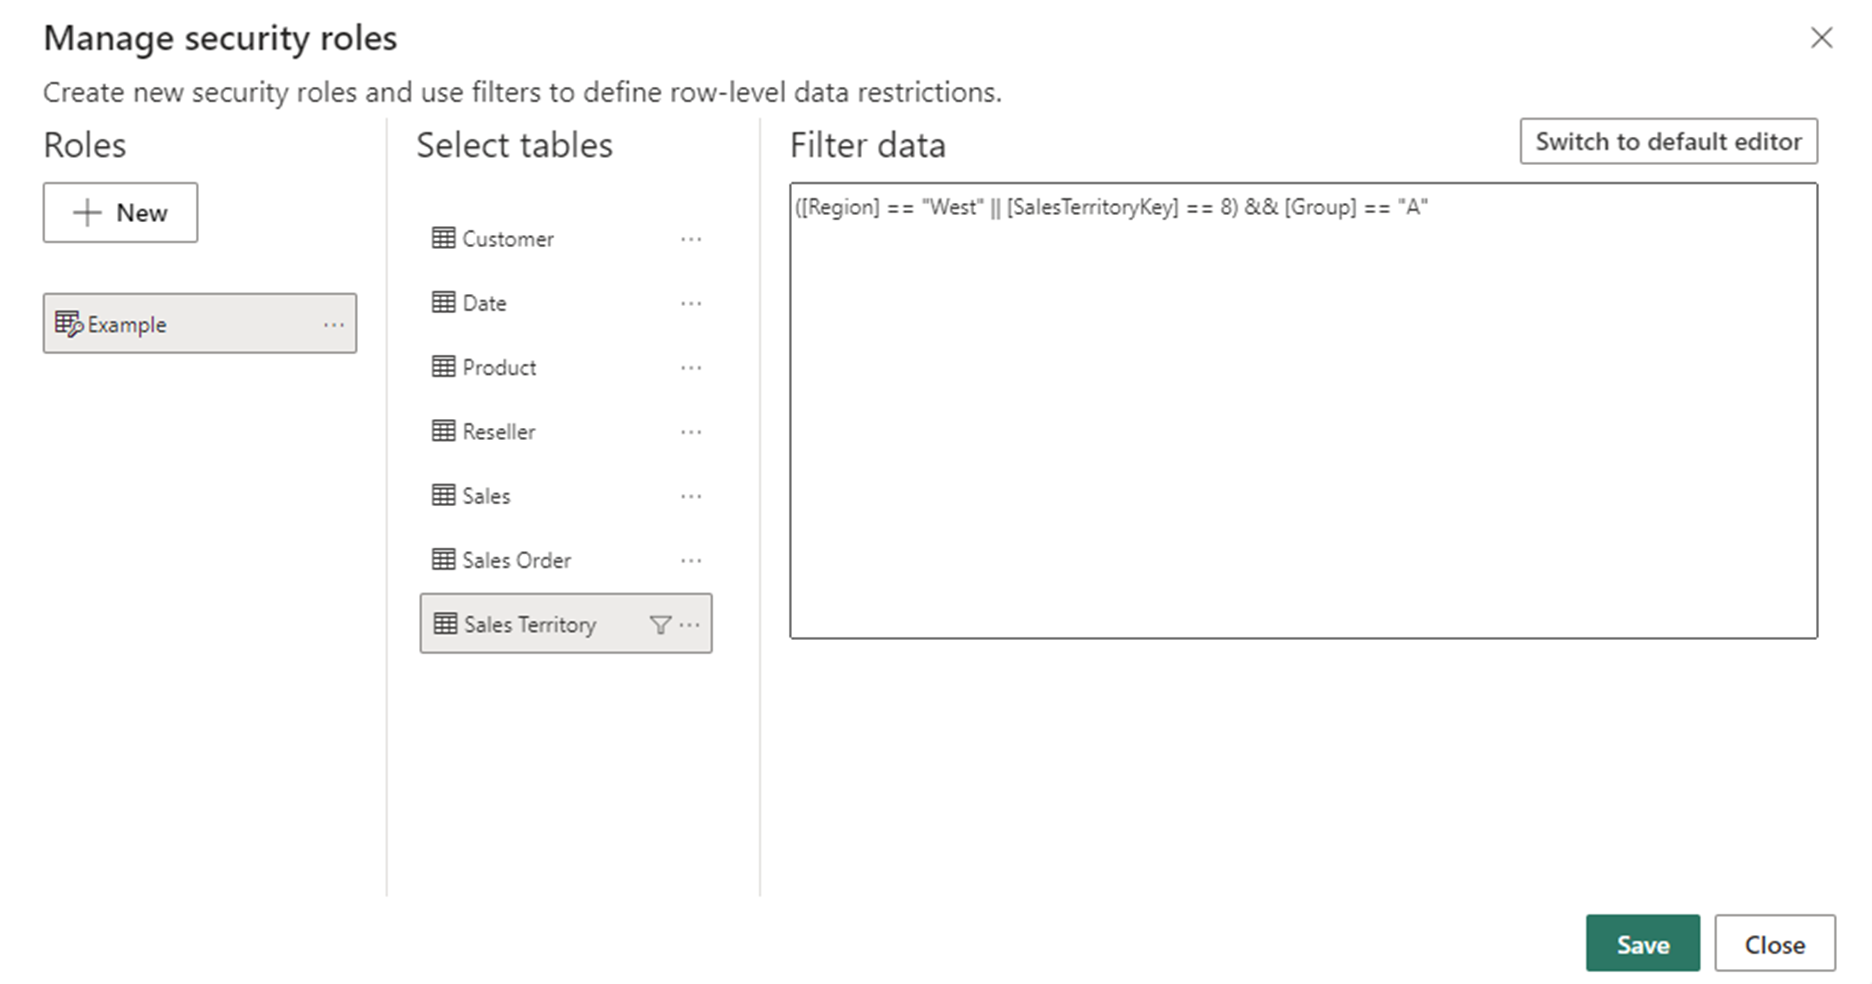 Manage security roles
Create new security roles and use filters to define row-level data restrictions.
Roles
New
Example
Select tables
Customer
Date
Product
Reseller
Sales
Sales Order
Sales Territory
Filter data
Switch to default editor
([Region] == "West" || [SalesTerritoryKey] == 8) && [Group] == "A"
Save
Close